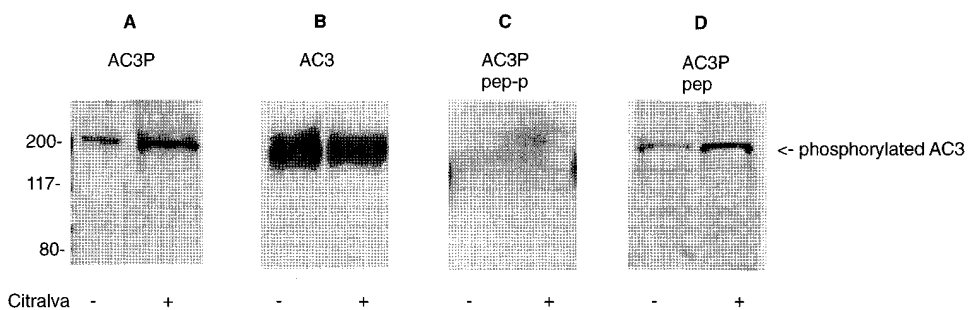 A B C D
AC3P AC3 AC3P AC3P
pep-p pep
200-
<- phosphorylated AC3
117-
80-
Citralva - + - + - + - +